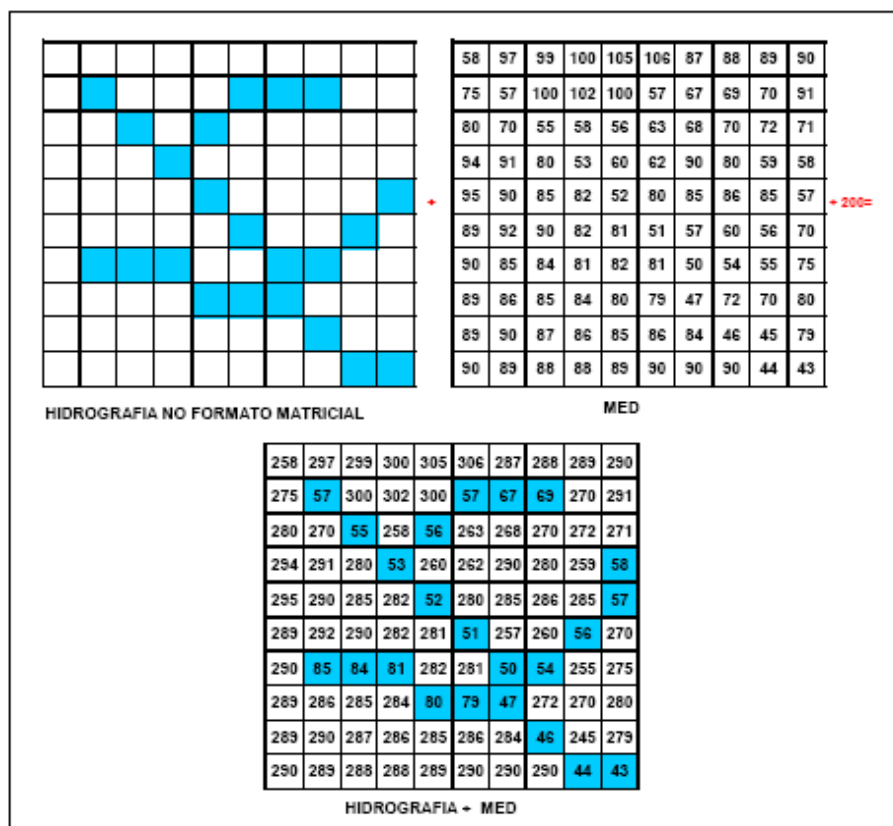 58 97 99 100 105 106 87 88 89 90
75 57 100 102 100 57 67 69 70 91
80 70 55 58 56 63 68 70 72 71
94 91 80 53 60 62 90 80 59 58
95 90 85 82 52 80 85 86 85 57
+
+ 200=
89 92 90 82 81 51 57 60 56 70
90 85 84 81 82 81 50 54 55 75
89 86 85 84 80 79 47 72 70 80
89 90 87 86 85 86 84 46 45 79
90 89 88 88 89 90 90 90 44 43
HIDROGRAFIA NO FORMATO MATRICIAL
MED
258 297 299 300 305 306 287 288 289 290
275 57 300 302 300 57 67 69 270 291
280 270 55 258 56 263 268 270 272 271
294 291 280 53 260 262 290 280 259 58
295 290 285 282 52 280 285 286 285 57
289 292 290 282 281 51 257 260 56 270
290 85 84 81 282 281 50 54 255 275
289 286 285 284 80 79 47 272 270 280
289 290 287 286 285 286 284 46 245 279
290 289 288 288 289 290 290 290 44 43
HIDROGRAFIA + MED